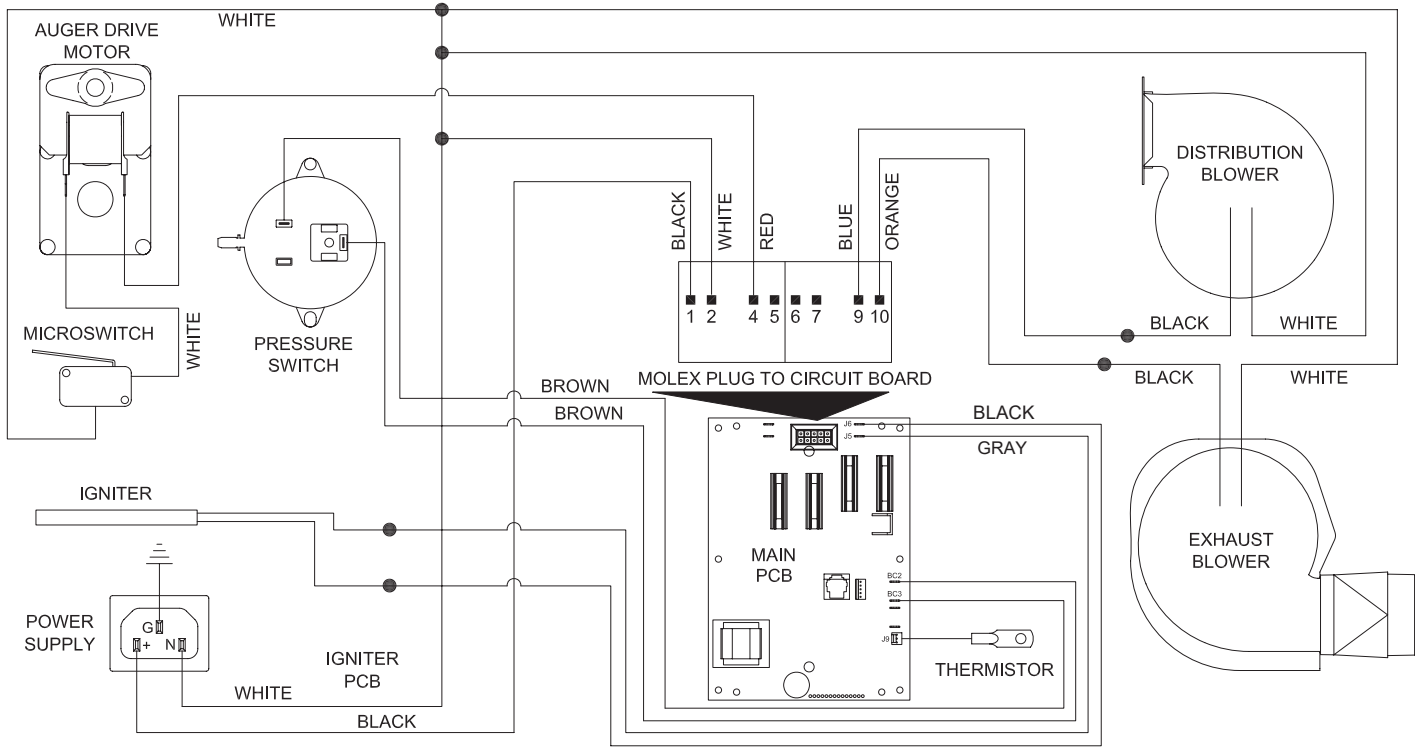 WHITE
AUGER DRIVE
MOTOR
DISTRIBUTION
BLOWER
BLACK
WHITE
RED
BLUE
ORANGE
1 2 4 5 6 7 9 10
MICROSWITCH
WHITE
PRESSURE
SWITCH
BLACK
WHITE
MOLEX PLUG TO CIRCUIT BOARD
BLACK
WHITE
BROWN
BROWN
BLACK
GRAY
J6
J5
IGNITER
MAIN
PCB
EXHAUST
BLOWER
BC2
BC3
POWER
SUPPLY
G
+ N
J9
THERMISTOR
IGNITER
PCB
WHITE
BLACK